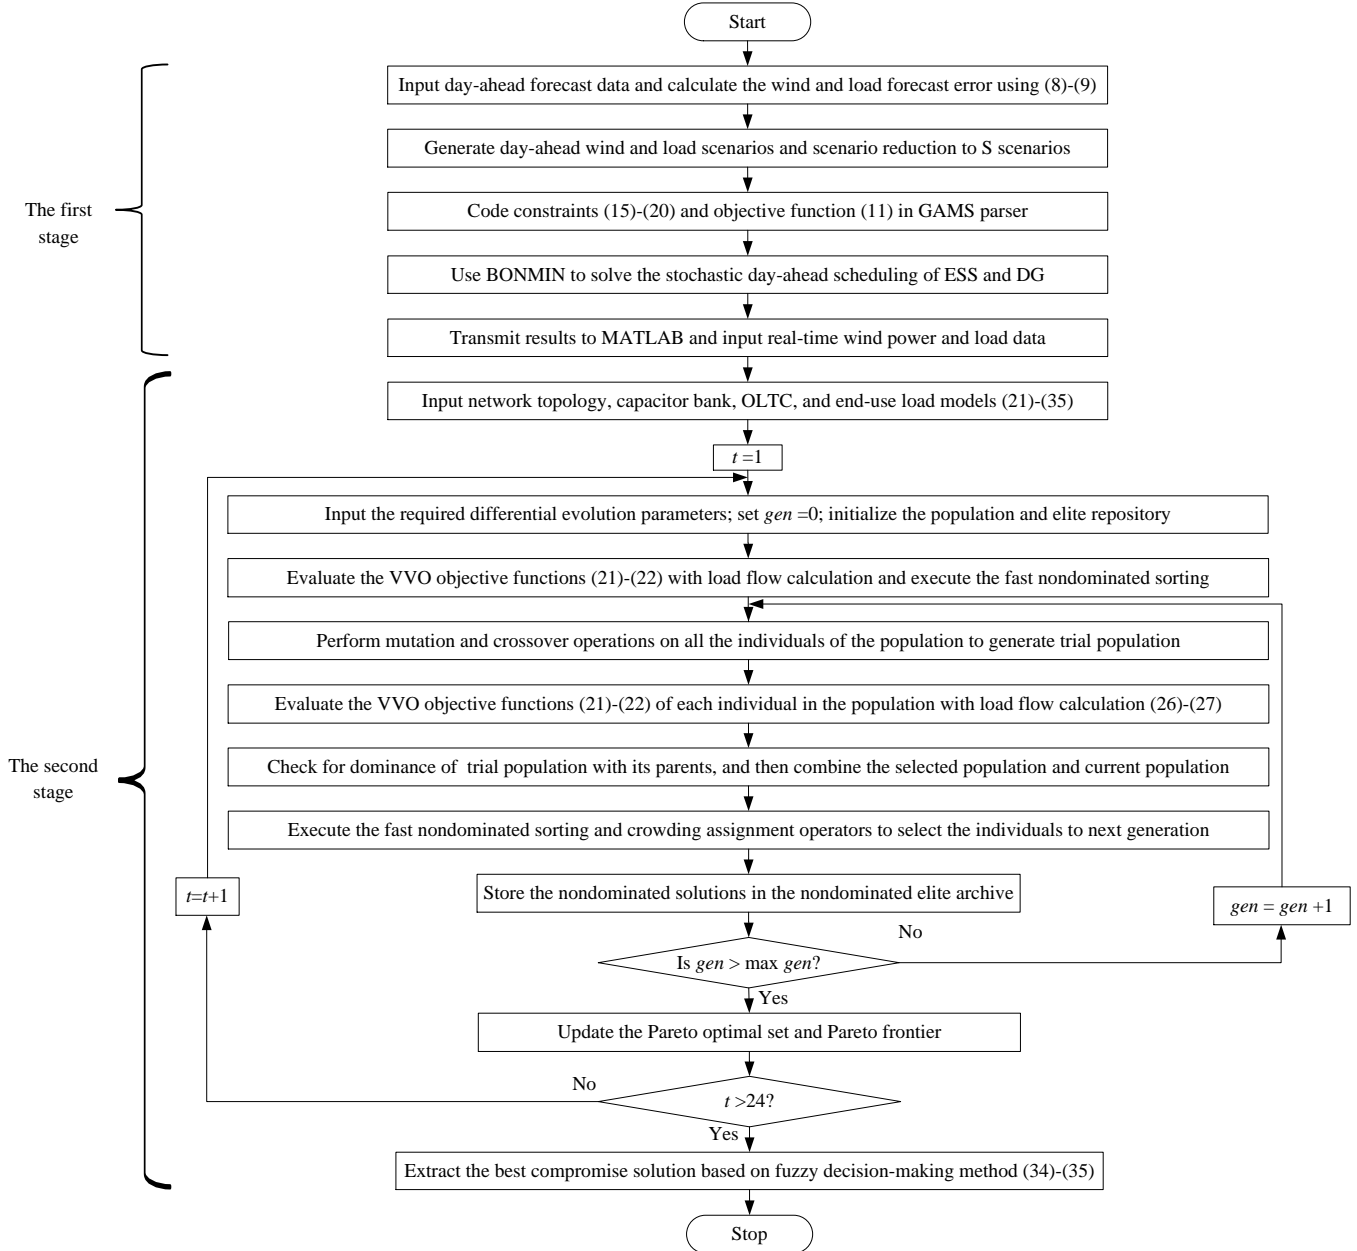 Start
Input day-ahead forecast data and calculate the wind and load forecast error using (8)-(9)
Generate day-ahead wind and load scenarios and scenario reduction to S scenarios
The first
stage
Code constraints (15)-(20) and objective function (11) in GAMS parser
Use BONMIN to solve the stochastic day-ahead scheduling of ESS and DG
Transmit results to MATLAB and input real-time wind power and load data
Input network topology, capacitor bank, OLTC, and end-use load models (21)-(35)
t =1
Input the required differential evolution parameters; set gen =0; initialize the population and elite repository
Evaluate the VVO objective functions (21)-(22) with load flow calculation and execute the fast nondominated sorting
Perform mutation and crossover operations on all the individuals of the population to generate trial population
Evaluate the VVO objective functions (21)-(22) of each individual in the population with load flow calculation (26)-(27)
The second
stage
Check for dominance of trial population with its parents, and then combine the selected population and current population
Execute the fast nondominated sorting and crowding assignment operators to select the individuals to next generation
t=t+1
Store the nondominated solutions in the nondominated elite archive
gen = gen +1
No
Is gen > max gen?
Yes
Update the Pareto optimal set and Pareto frontier
No
t >24?
Yes
Extract the best compromise solution based on fuzzy decision-making method (34)-(35)
Stop